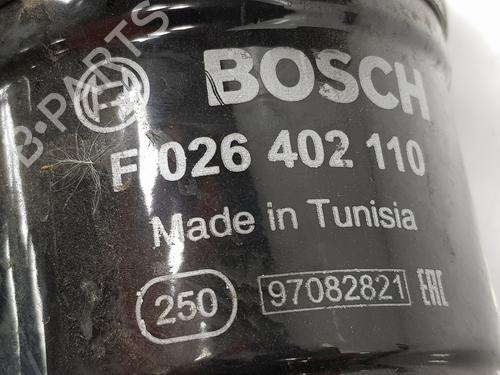 B-PARTS
BOSCH
F 026 402 110
Made in Tunisia
250 97082821 EAC